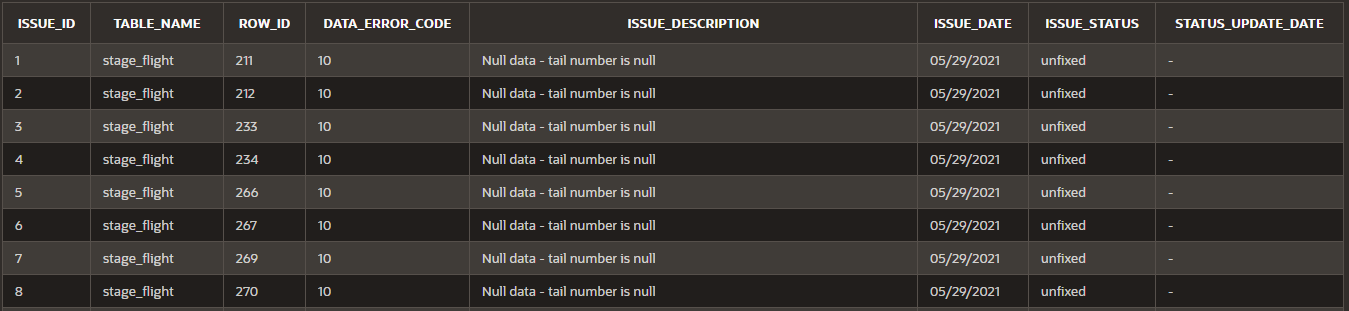 ISSUE_ID TABLE_NAME ROW_ID DATA_ERROR_CODE ISSUE_DESCRIPTION ISSUE_DATE ISSUE_STATUS STATUS_UPDATE_DATE
1 stage_flight 211 10 Null data - tail number is null 05/29/2021 unfixed -
2 stage_flight 212 10 Null data - tail number is null 05/29/2021 unfixed -
3 stage_flight 233 10 Null data - tail number is null 05/29/2021 unfixed -
4 stage_flight 234 10 Null data - tail number is null 05/29/2021 unfixed -
5 stage_flight 266 10 Null data - tail number is null 05/29/2021 unfixed -
6 stage_flight 267 10 Null data - tail number is null 05/29/2021 unfixed -
7 stage_flight 269 10 Null data - tail number is null 05/29/2021 unfixed -
8 stage_flight 270 10 Null data - tail number is null 05/29/2021 unfixed -